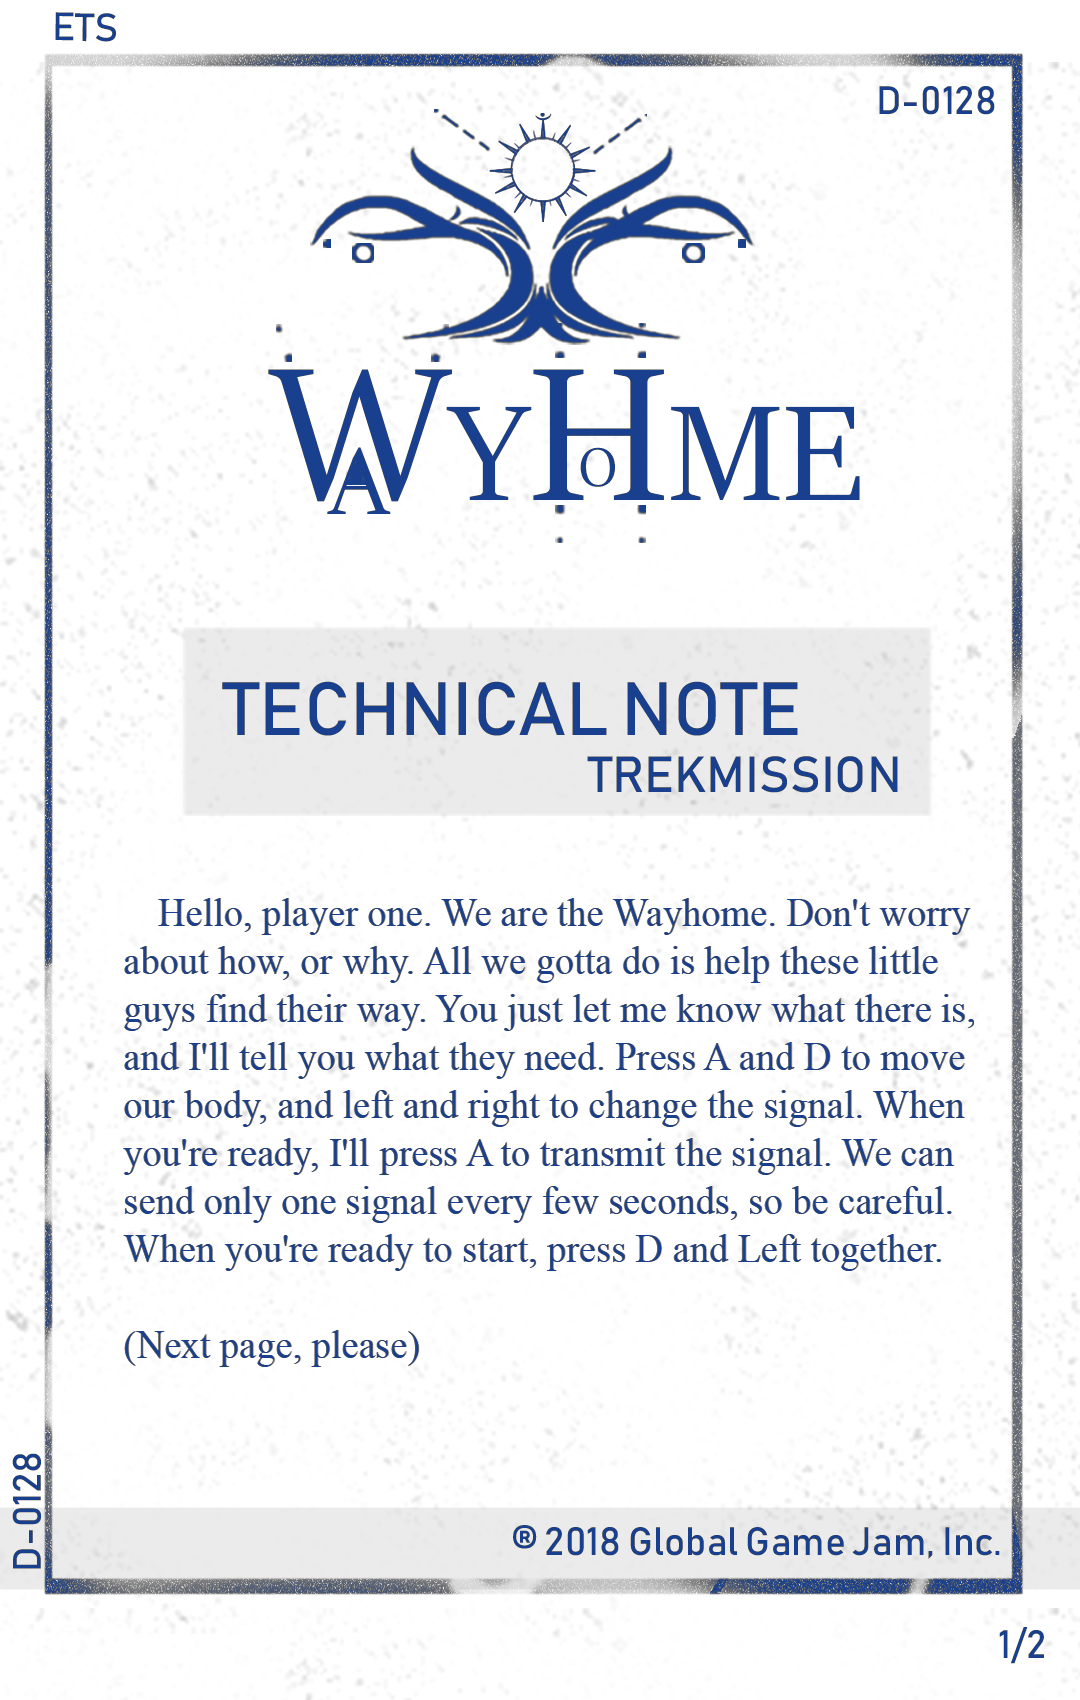 ETS
D-0128
WAYHOME
TECHNICAL NOTE
TREKMISSION
Hello, player one. We are the Wayhome. Don't worry
about how, or why. All we gotta do is help these little
guys find their way. You just let me know what there is,
and I'll tell you what they need. Press A and D to move
our body, and left and right to change the signal. When
you're ready, I'll press A to transmit the signal. We can
send only one signal every few seconds, so be careful.
When you're ready to start, press D and Left together.
(Next page, please)
D-0128
® 2018 Global Game Jam, Inc.
1/2